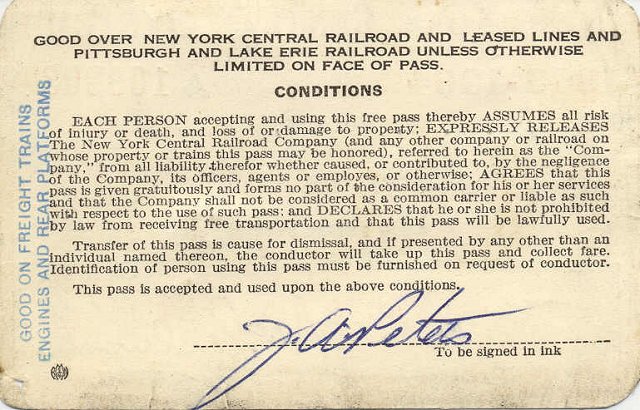 GOOD OVER NEW YORK CENTRAL RAILROAD AND LEASED LINES AND
PITTSBURGH AND LAKE ERIE RAILROAD UNLESS OTHERWISE
LIMITED ON FACE OF PASS.
CONDITIONS
EACH PERSON accepting and using this free pass thereby ASSUMES all risk
of injury or death, and loss of or damage to property; EXPRESSLY RELEASES
The New York Central Railroad Company (and any other company or railroad on
whose property or trains this pass may be honored), referred to herein as the "Com-
pany," from all liability therefor whether caused, or contributed to, by the negligence
of the Company, its officers, agents or employes, or otherwise; AGREES that this
pass is given gratuitously and forms no part of the consideration for his or her services
and that the Company shall not be considered as a common carrier or liable as such
with respect to the use of such pass; and DECLARES that he or she is not prohibited
by law from receiving free transportation and that this pass will be lawfully used.
Transfer of this pass is cause for dismissal, and if presented by any other than an
individual named thereon, the conductor will take up this pass and collect fare.
Identification of person using this pass must be furnished on request of conductor.
This pass is accepted and used upon the above conditions.
J. A. Peters
To be signed in ink
GOOD ON FREIGHT TRAINS
ENGINES AND REAR PLATFORMS